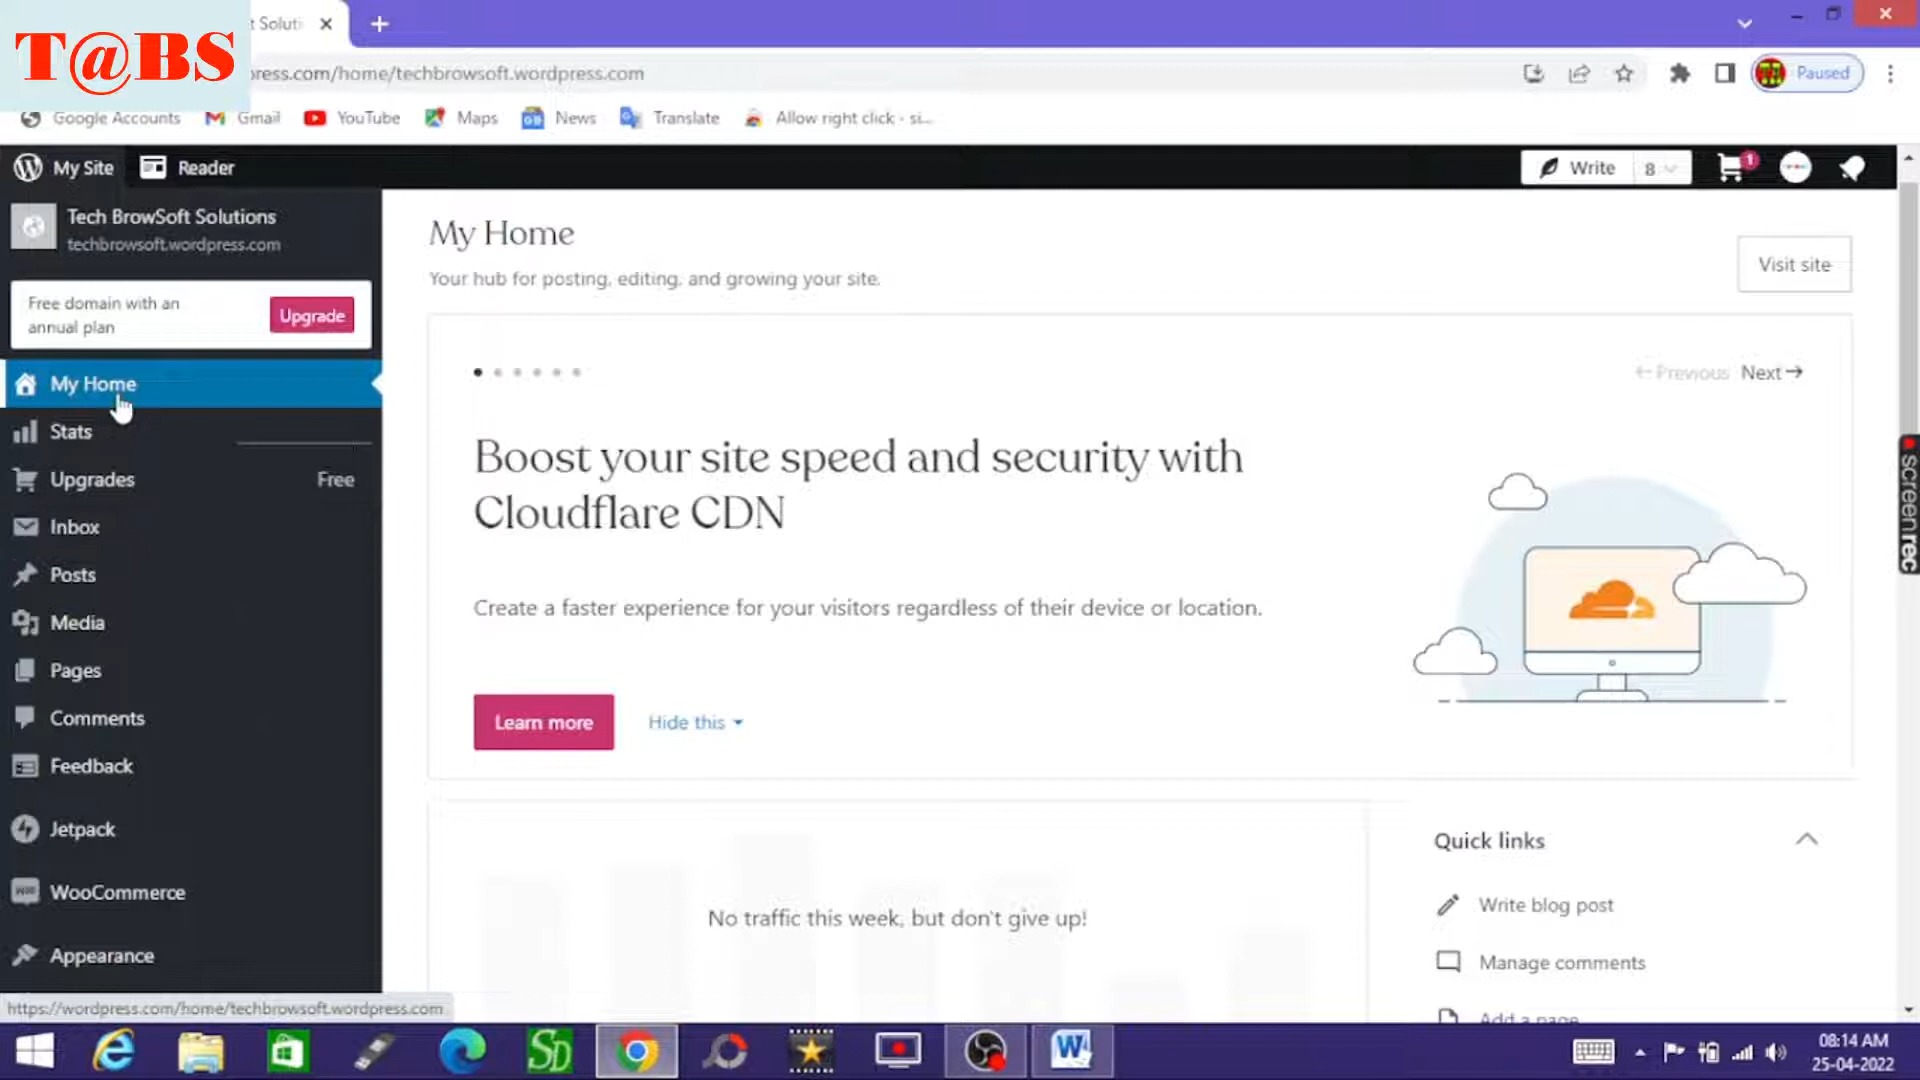 T@BS
t Soluti
press.com/home/techbrowsoft.wordpress.com
Paused
Google Accounts
Gmail
YouTube
Maps
News
Translate
Allow right click - si...
My Site
Reader
Write
8
1
Tech BrowSoft Solutions
techbrowsoft.wordpress.com
Free domain with an
annual plan
Upgrade
My Home
Stats
Upgrades
Free
Inbox
Posts
Media
Pages
Comments
Feedback
Jetpack
WooCommerce
Appearance
https://wordpress.com/home/techbrowsoft.wordpress.com
My Home
Your hub for posting, editing, and growing your site.
Visit site
Previous
Next
Boost your site speed and security with
Cloudflare CDN
Create a faster experience for your visitors regardless of their device or location.
Learn more
Hide this
No traffic this week, but don't give up!
Quick links
Write blog post
Manage comments
Add a page
screenrec
08:14 AM
25-04-2022